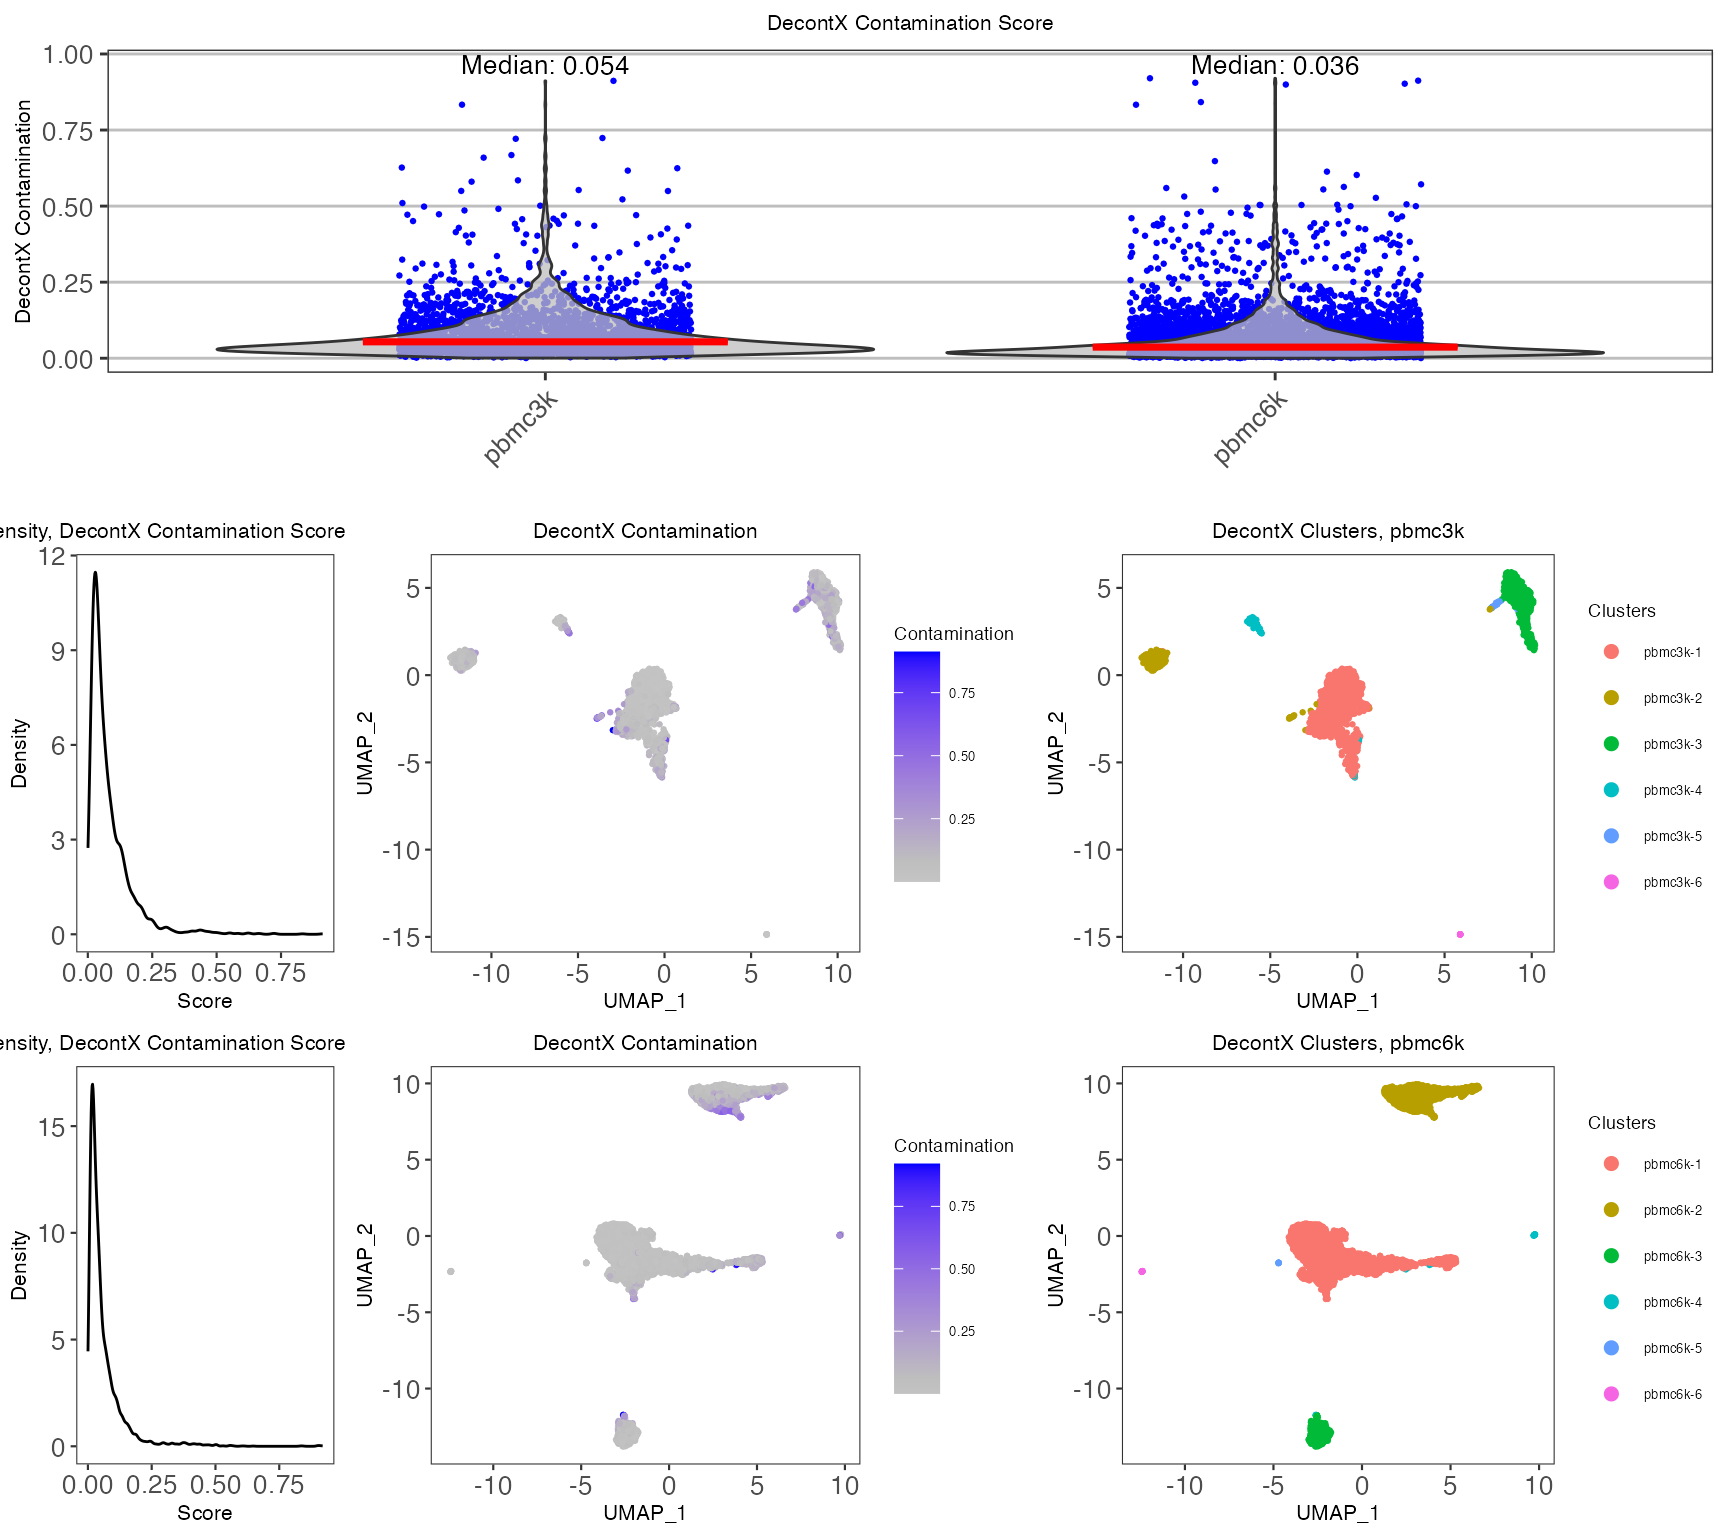 DecontX Contamination Score
DecontX Contamination
1.00
0.75
0.50
0.25
0.00
Median: 0.054
Median: 0.036
pbmc3k
pbmc6k
ensity, DecontX Contamination Score
Density
12
9
6
3
0
0.00 0.25 0.50 0.75
Score
DecontX Contamination
UMAP_2
5
0
-5
-10
-15
-10 -5 0 5 10
UMAP_1
Contamination
0.75
0.50
0.25
DecontX Clusters, pbmc3k
UMAP_2
5
0
-5
-10
-15
-10 -5 0 5 10
UMAP_1
Clusters
pbmc3k-1
pbmc3k-2
pbmc3k-3
pbmc3k-4
pbmc3k-5
pbmc3k-6
ensity, DecontX Contamination Score
Density
15
10
5
0
0.00 0.25 0.50 0.75
Score
DecontX Contamination
UMAP_2
10
5
0
-5
-10
-10 -5 0 5 10
UMAP_1
Contamination
0.75
0.50
0.25
DecontX Clusters, pbmc6k
UMAP_2
10
5
0
-5
-10
-10 -5 0 5 10
UMAP_1
Clusters
pbmc6k-1
pbmc6k-2
pbmc6k-3
pbmc6k-4
pbmc6k-5
pbmc6k-6